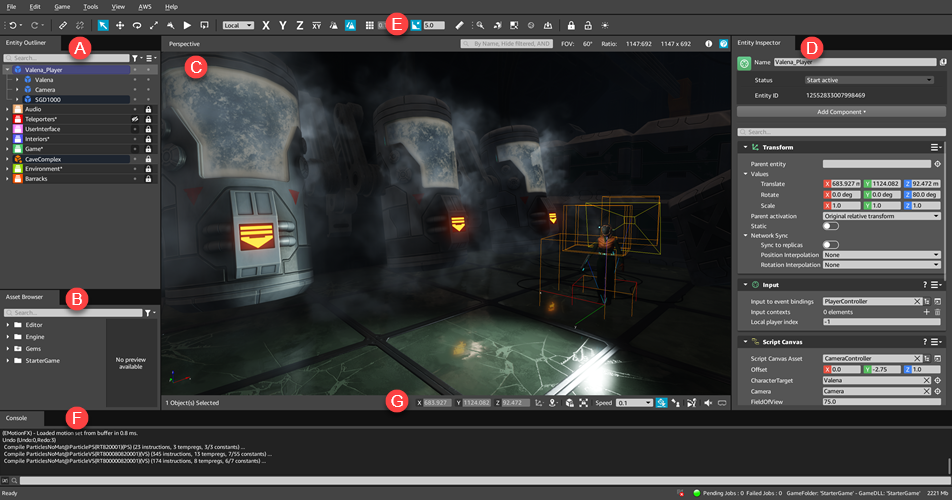 File Edit Game Tools View AWS Help
Local X Y Z XY 5.0
E
Entity Outliner
A
Search...
Valena_Player
Valena
Camera
SGD1000
Audio
Teleporters*
UserInterface
Interiors*
Game*
CaveComplex
Environment*
Barracks
Asset Browser
B
Search...
Editor
Engine
Gems
StarterGame
No preview
available
Perspective
By Name, Hide Filtered, AND
FOV: 60° Ratio: 1147:692 1147 x 692
C
1 Object(s) Selected
G
X 683.927 Y 1124.082 Z 92.472
Speed 0.1
Entity Inspector
D
Name Valena_Player
Status Start active
Entity ID 12552833007998469
Add Component
Search...
Transform
Parent entity
Values
Translate X 683.927 m Y 1124.082 Z 92.472 m
Rotate X 0.0 deg Y 0.0 deg Z 80.0 deg
Scale X 1.0 Y 1.0 Z 1.0
Parent activation Original relative transform
Static
Network Sync
Sync to replicas
Position Interpolation None
Rotation Interpolation None
Input ?
Input to event bindings PlayerController
Input contexts 0 elements
Local player index -1
Script Canvas ?
Script Canvas Asset CameraController
Offset X 0.0 Y -2.75 Z 1.0
CharacterTarget Valena
Camera Camera
FieldOfView 75.0
Console
F
(EMotionFX) - Loaded motion set from buffer in 0.8 ms.
Undo (Undo:0,Redo:3)
Compile ParticlesNoMat@ParticlePS(RT820001)(PS) (23 instructions, 5 tempregs, 3/3 constants) ...
Compile ParticlesNoMat@ParticleVS(RT800080820001)(VS) (345 instructions, 13 tempregs, 7/55 constants) ...
Compile ParticlesNoMat@ParticleVS(RT800000820001)(VS) (174 instructions, 8 tempregs, 6/7 constants) ...
Ready
Pending Jobs : 0 Failed Jobs : 0 GameFolder: 'StarterGame' - GameDLL: 'StarterGame' 2221 Mb